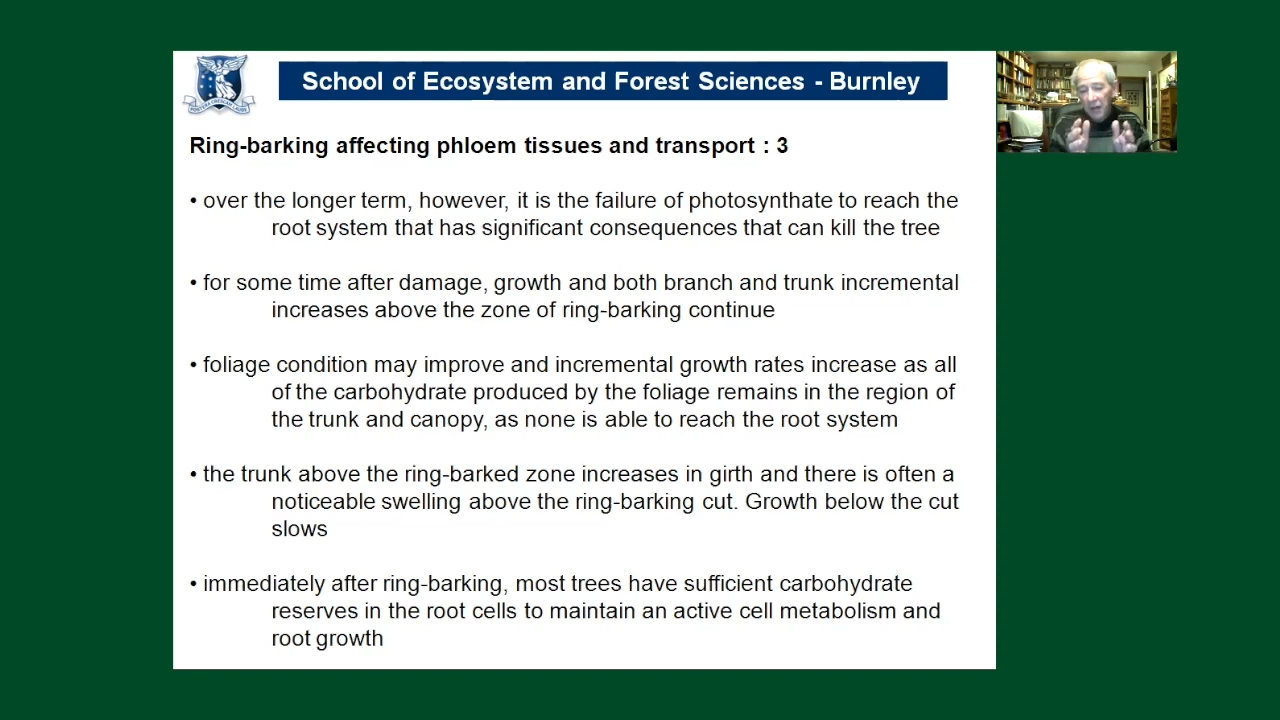 School of Ecosystem and Forest Sciences - Burnley
Ring-barking affecting phloem tissues and transport : 3
• over the longer term, however, it is the failure of photosynthate to reach the
root system that has significant consequences that can kill the tree
• for some time after damage, growth and both branch and trunk incremental
increases above the zone of ring-barking continue
• foliage condition may improve and incremental growth rates increase as all
of the carbohydrate produced by the foliage remains in the region of
the trunk and canopy, as none is able to reach the root system
• the trunk above the ring-barked zone increases in girth and there is often a
noticeable swelling above the ring-barking cut. Growth below the cut
slows
• immediately after ring-barking, most trees have sufficient carbohydrate
reserves in the root cells to maintain an active cell metabolism and
root growth